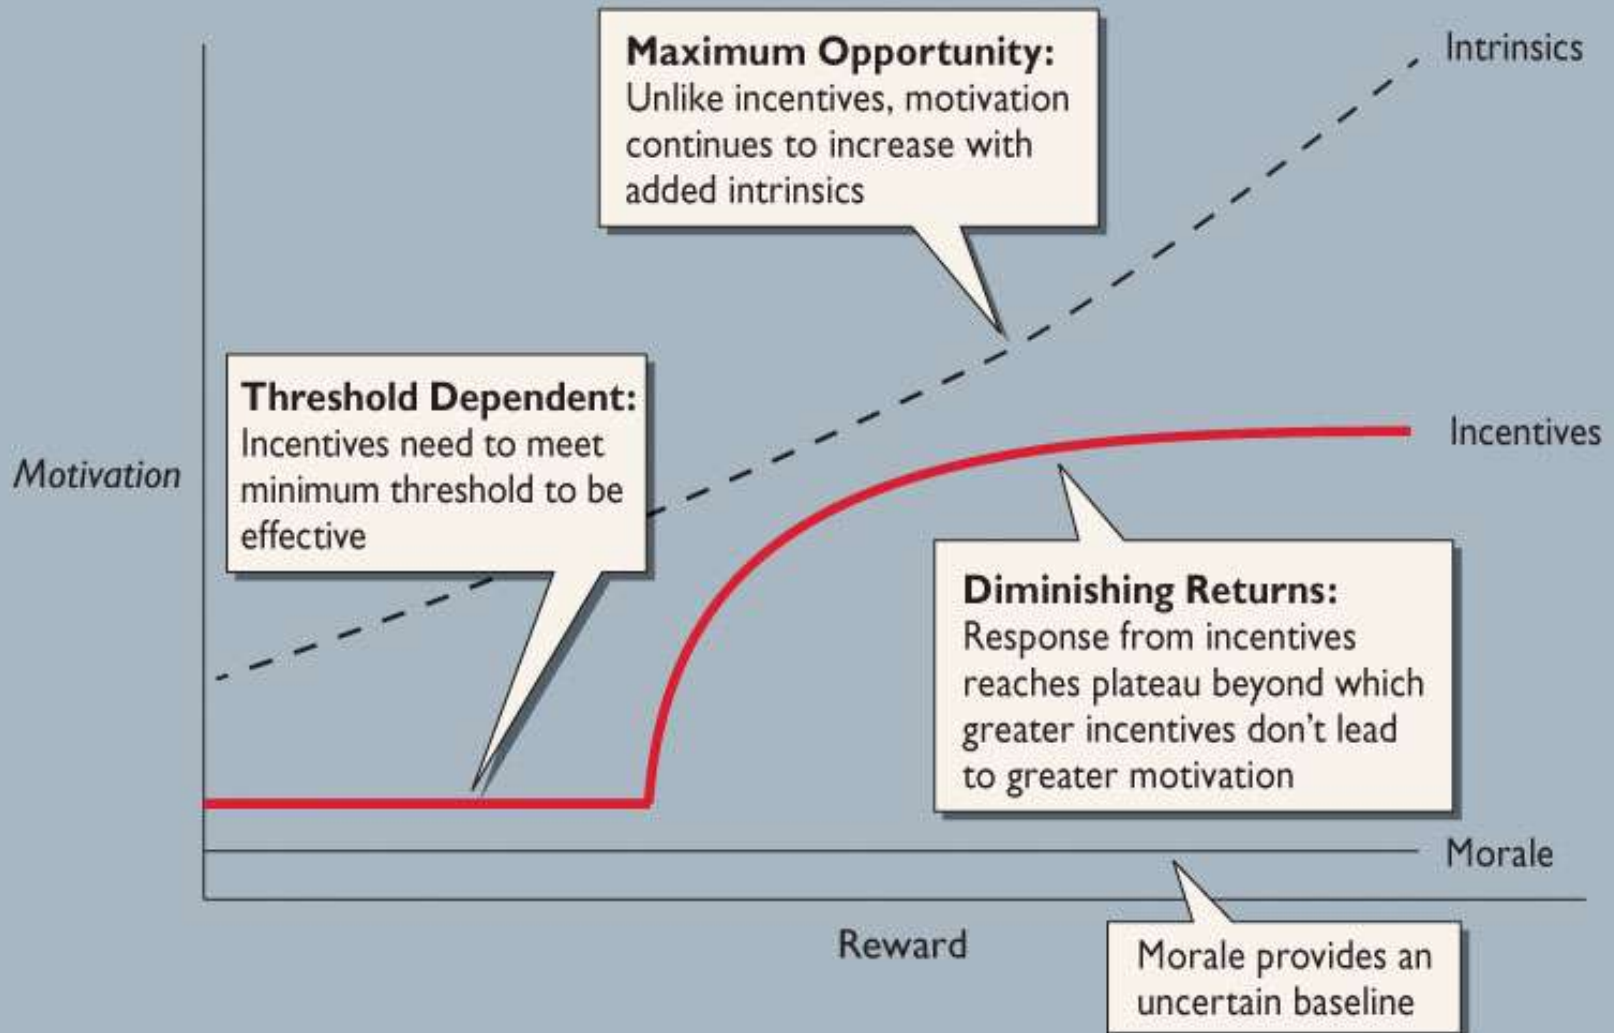 Maximum Opportunity:
Unlike incentives, motivation
continues to increase with
added intrinsics
Intrinsics
Threshold Dependent:
Incentives need to meet
minimum threshold to be
effective
Motivation
Incentives
Diminishing Returns:
Response from incentives
reaches plateau beyond which
greater incentives don’t lead
to greater motivation
Morale
Reward
Morale provides an
uncertain baseline